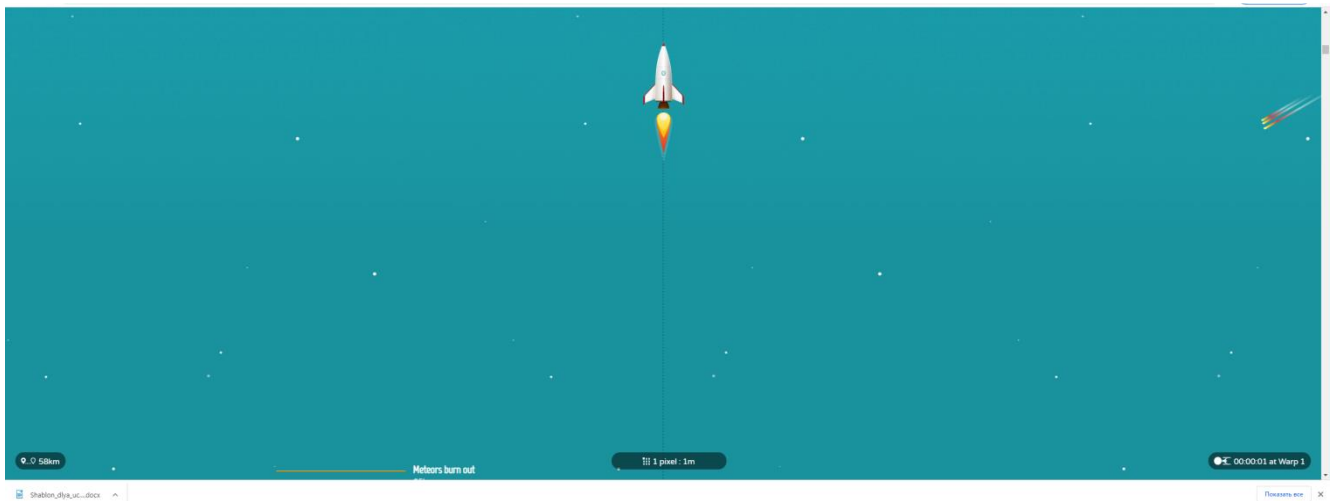 58km
Meteors burn out
1 pixel : 1m
00:00:01 at Warp 1
Shablon_dlya_uc....docx
Показать все